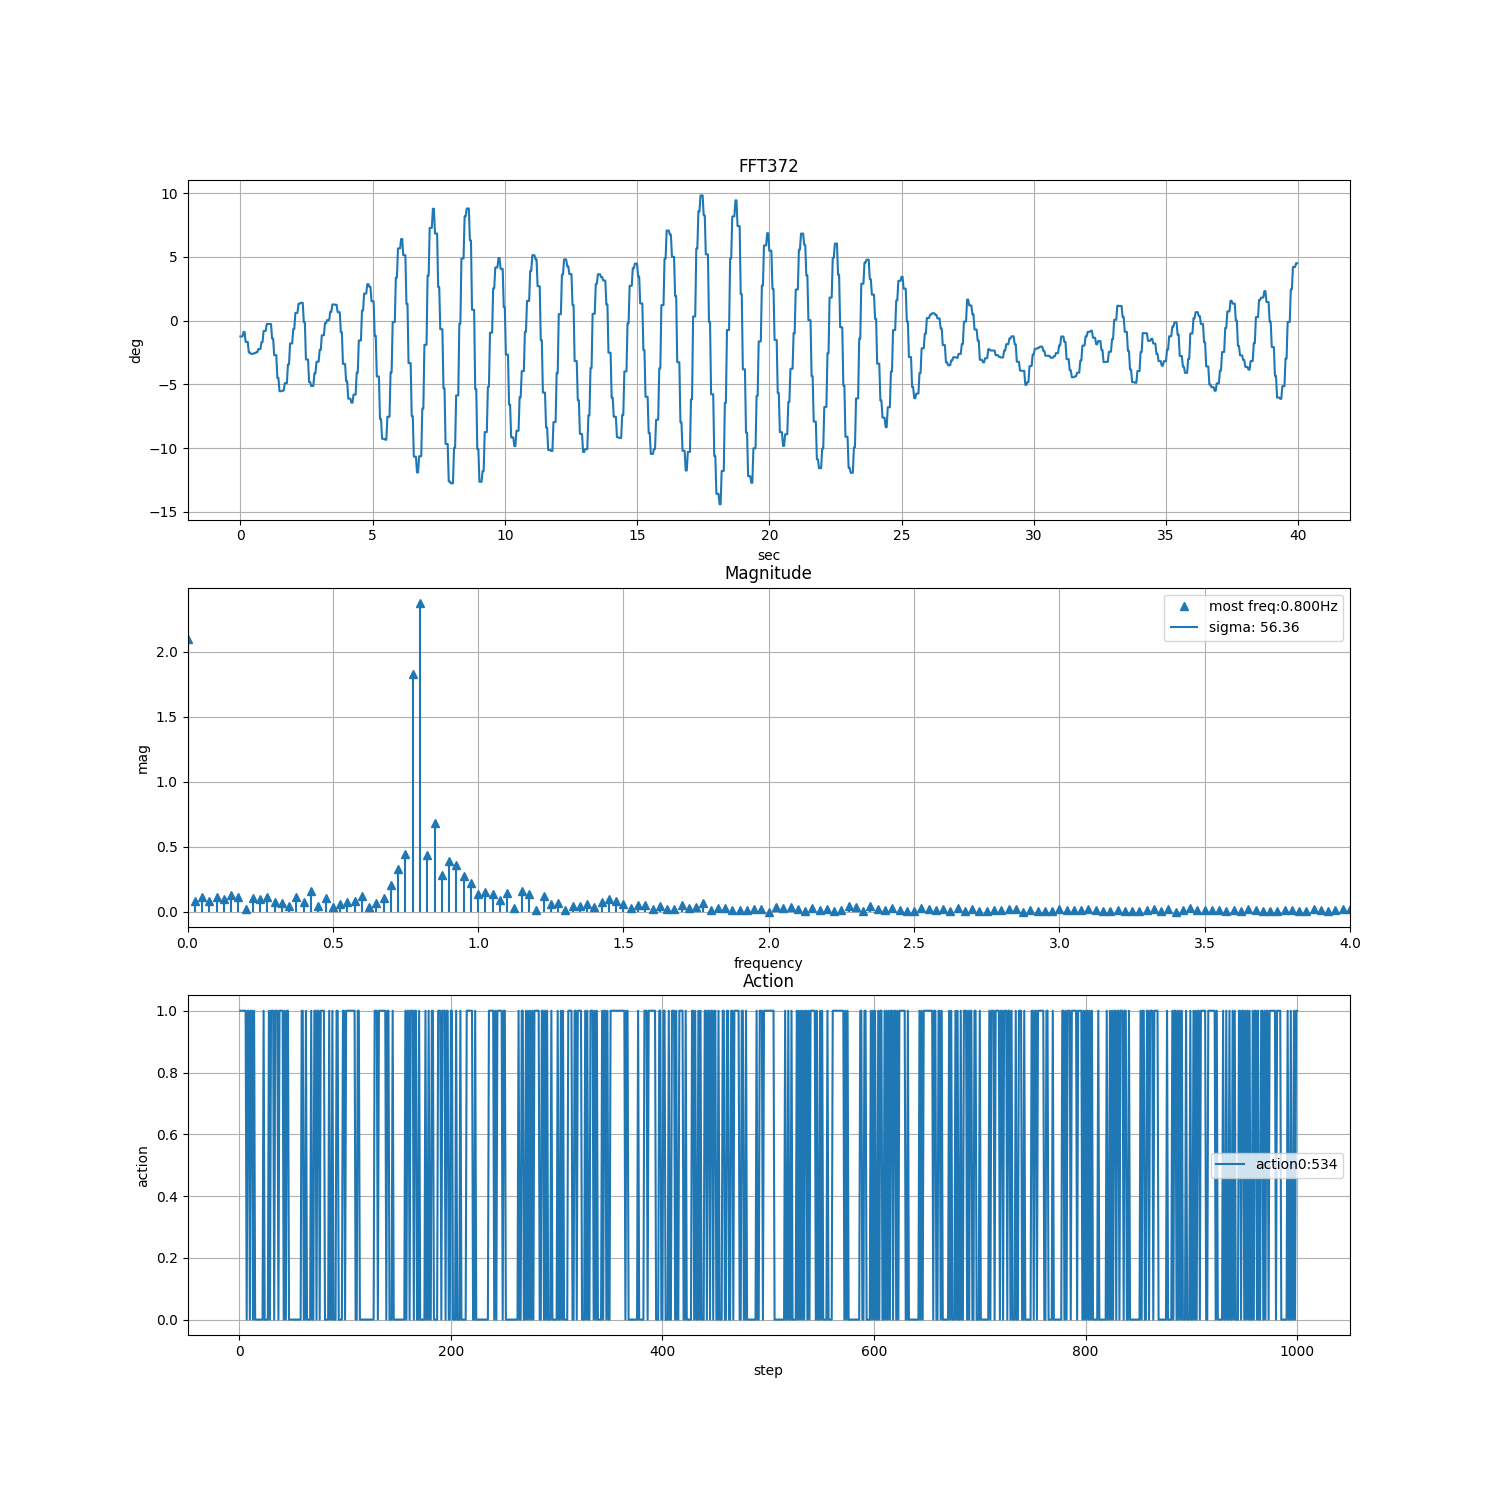 FFT372
10
5
0
−5
−10
−15
deg
0 5 10 15 20 25 30 35 40
sec
Magnitude
most freq:0.800Hz
sigma: 56.36
2.0
1.5
1.0
0.5
0.0
mag
0.0 0.5 1.0 1.5 2.0 2.5 3.0 3.5 4.0
frequency
Action
1.0
0.8
0.6
0.4
0.2
0.0
action
action0:534
0 200 400 600 800 1000
step